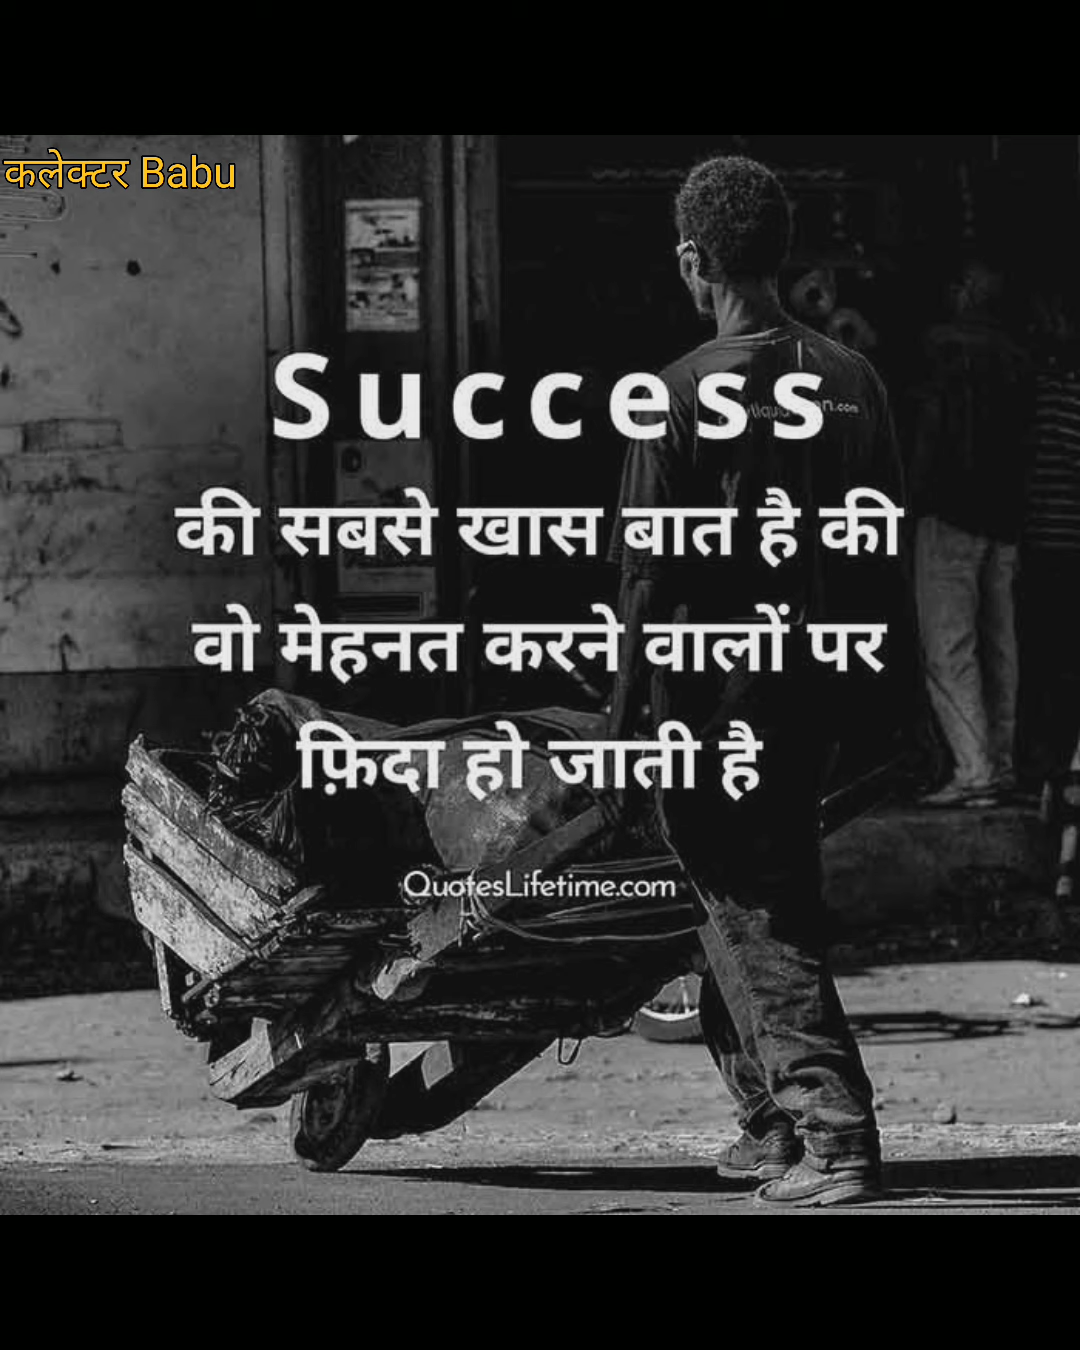 कलेक्टर Babu
Success
की सबसे खास बात है की
वो मेहनत करने वालों पर
फ़िदा हो जाती है
QuotesLifetime.com